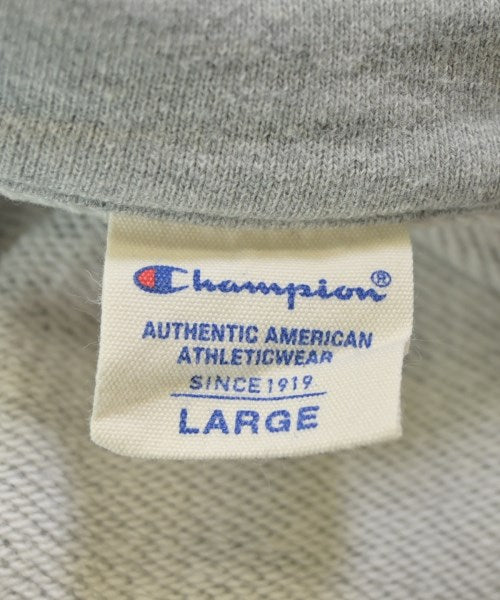 Champion®
AUTHENTIC AMERICAN
ATHLETICWEAR
SINCE 1919
LARGE